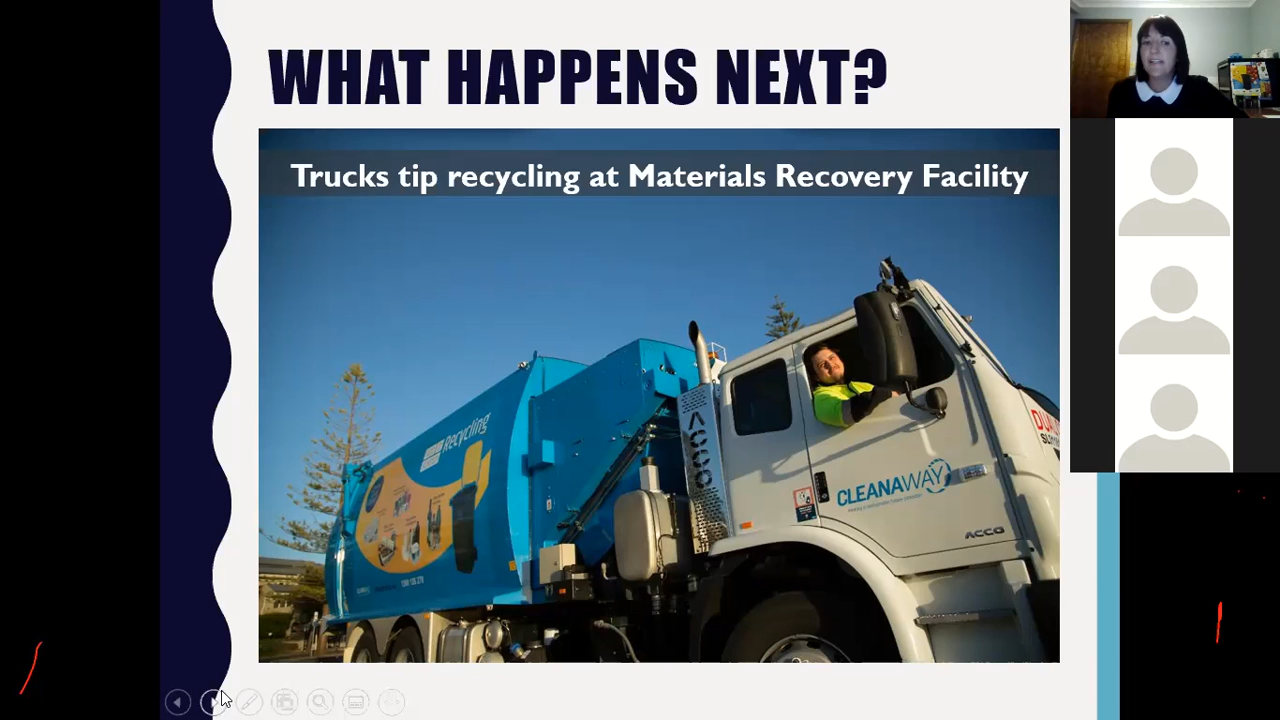 WHAT HAPPENS NEXT?
Trucks tip recycling at Materials Recovery Facility
Recycling
ACCO
CLEANAWAY
ACCO